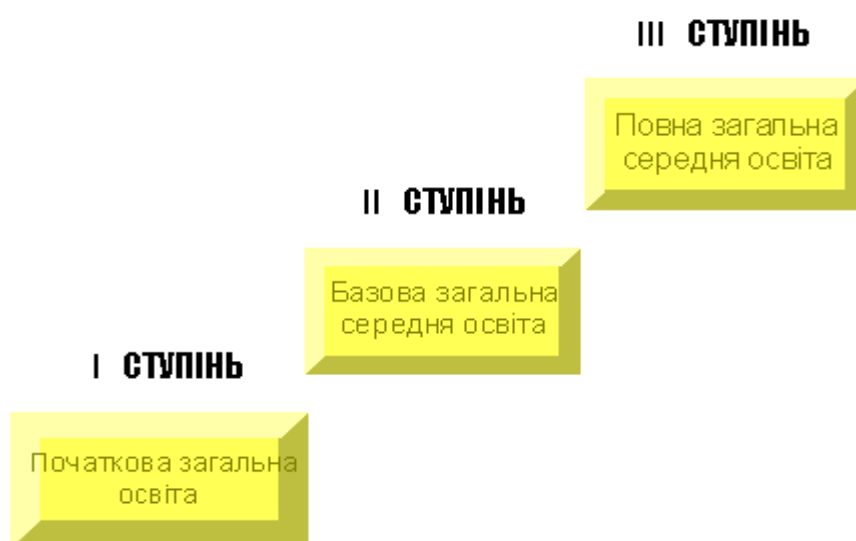 III СТУПІНЬ
Повна загальна
середня освіта
II СТУПІНЬ
Базова загальна
середня освіта
I СТУПІНЬ
Початкова загальна
освіта